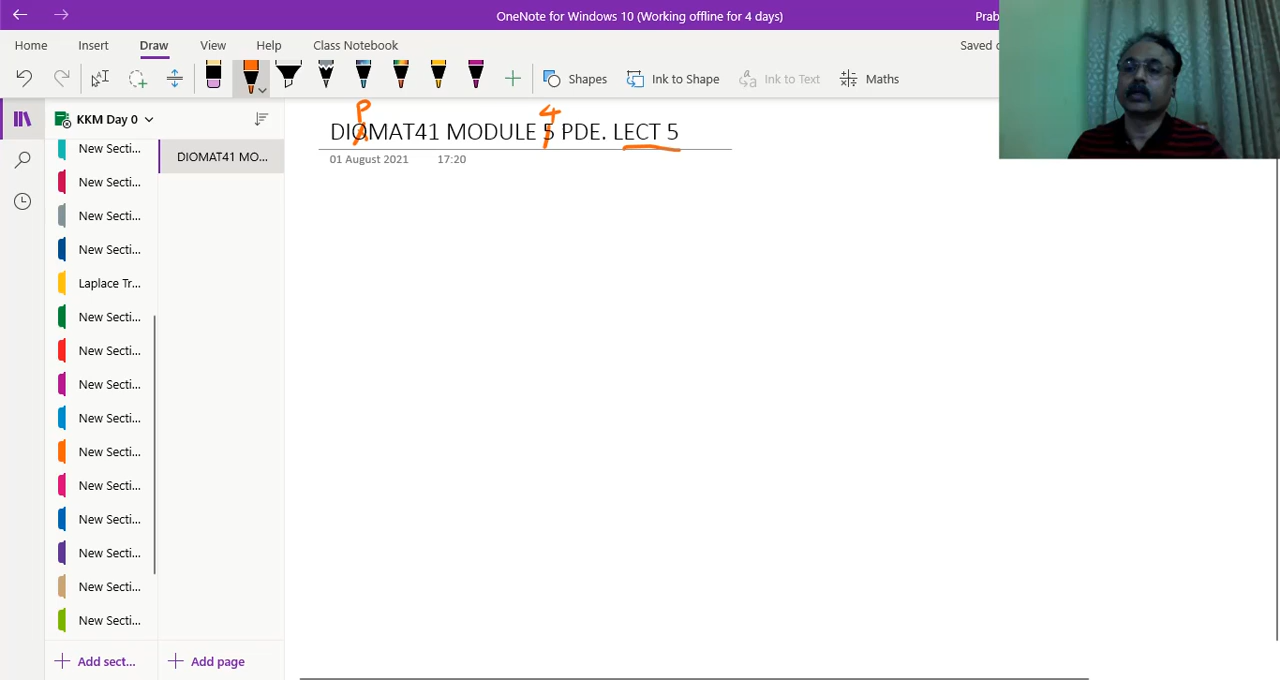 OneNote for Windows 10 (Working offline for 4 days)
Prab
Home Insert Draw View Help Class Notebook
Saved
Shapes Ink to Shape Ink to Text Maths
KKM Day 0
P 4
DIOMAT41 MODULE 5 PDE. LECT 5
01 August 2021 17:20
DIOMAT41 MO...
New Secti...
New Secti...
New Secti...
New Secti...
Laplace Tr...
New Secti...
New Secti...
New Secti...
New Secti...
New Secti...
New Secti...
New Secti...
New Secti...
New Secti...
New Secti...
Add sect... Add page